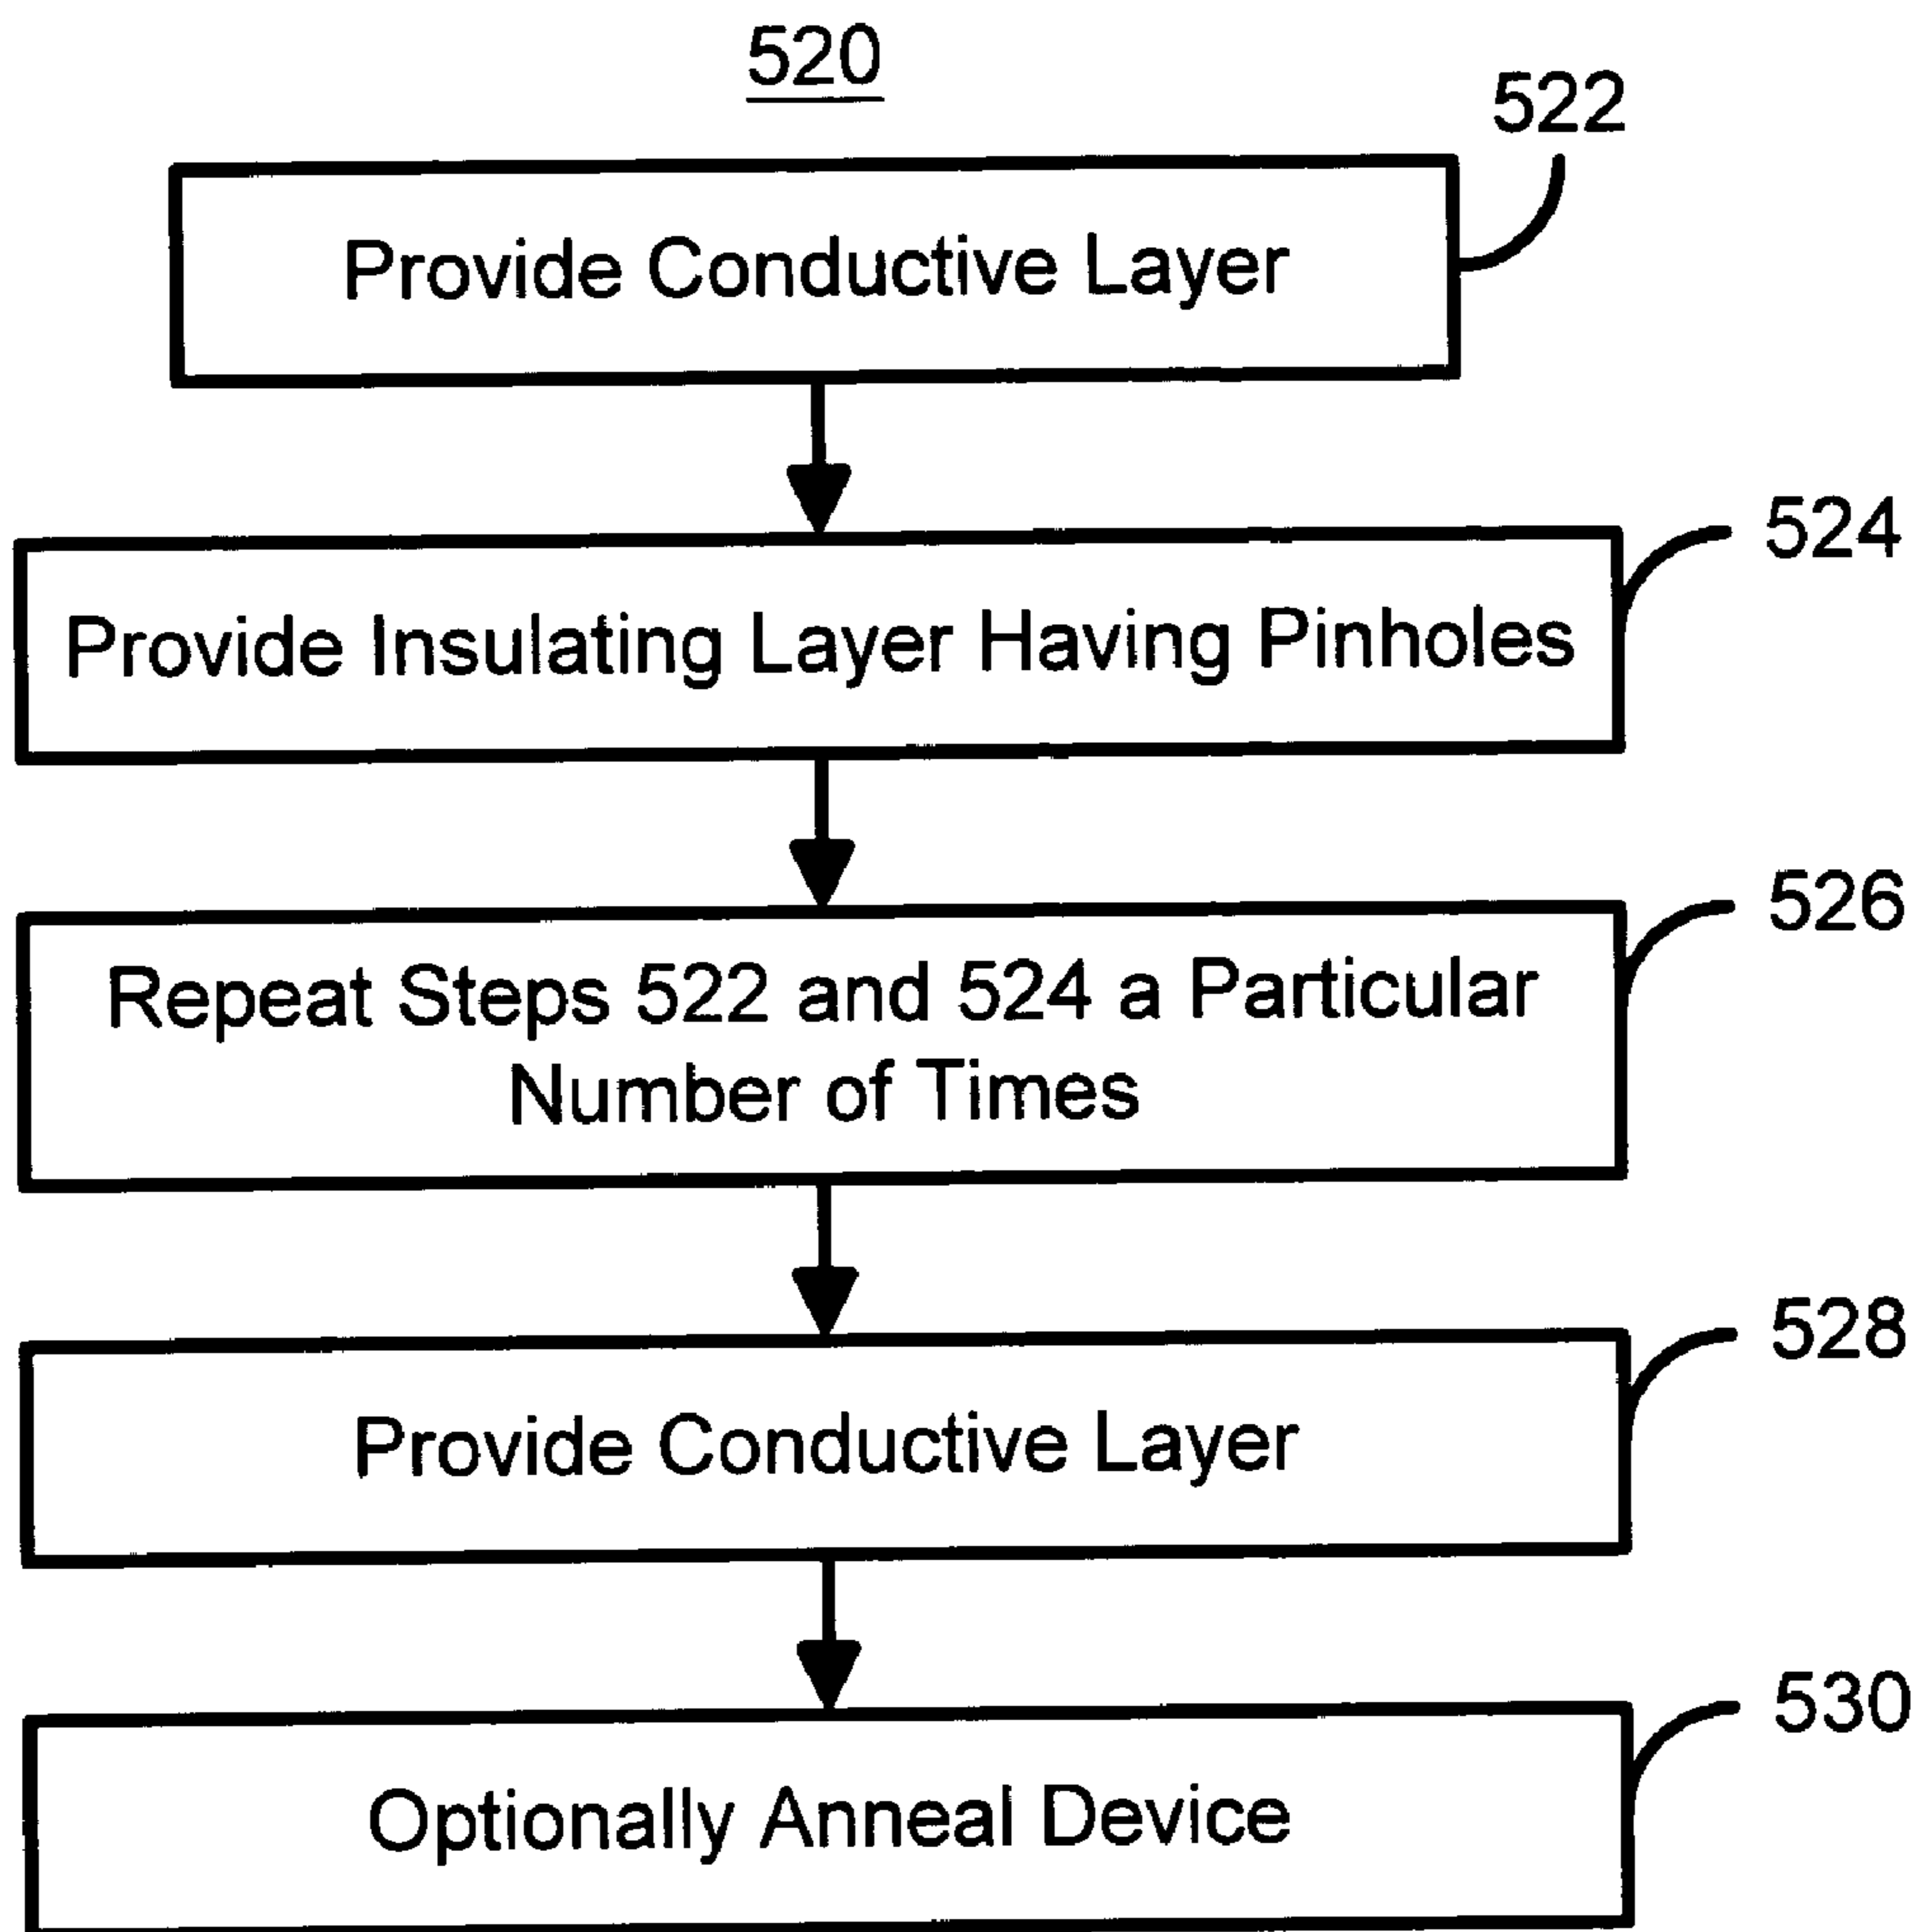 520
522
Provide Conductive Layer
524
Provide Insulating Layer Having Pinholes
526
Repeat Steps 522 and 524 a Particular
Number of Times
528
Provide Conductive Layer
530
Optionally Anneal Device